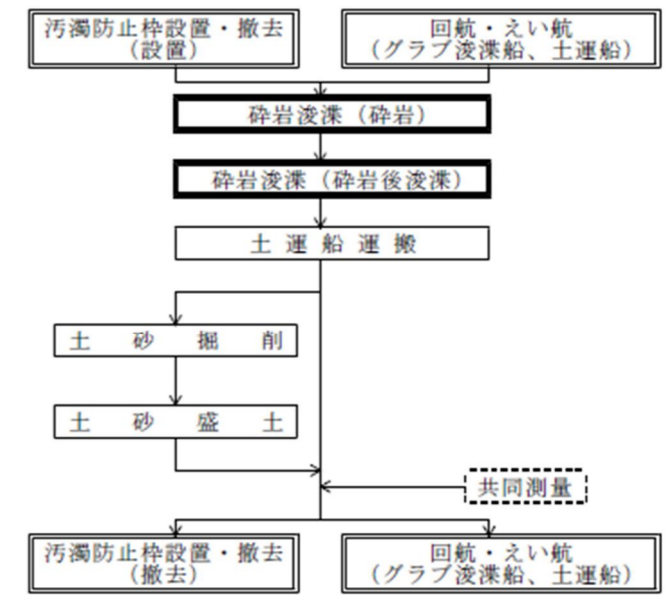 汚濁防止枠設置・撤去
（設置）
回航・えい航
（グラブ浚渫船、土運船）
砕岩浚渫（砕岩）
砕岩浚渫（砕岩後浚渫）
土運船運搬
土砂掘削
土砂盛土
共同測量
汚濁防止枠設置・撤去
（撤去）
回航・えい航
（グラブ浚渫船、土運船）